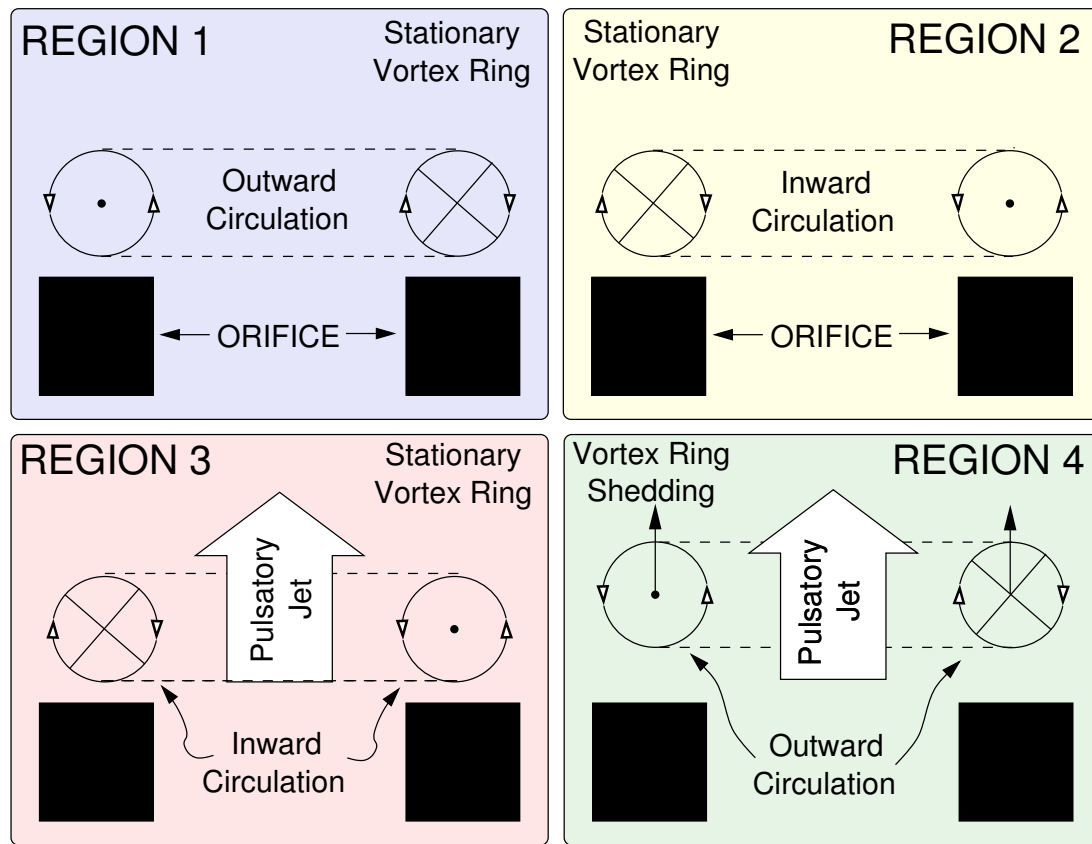 REGION 1
Stationary
Vortex Ring
Outward
Circulation
ORIFICE
Stationary
Vortex Ring
REGION 2
Inward
Circulation
ORIFICE
REGION 3
Stationary
Vortex Ring
Pulsatory
Jet
Inward
Circulation
Vortex Ring
Shedding
REGION 4
Pulsatory
Jet
Outward
Circulation